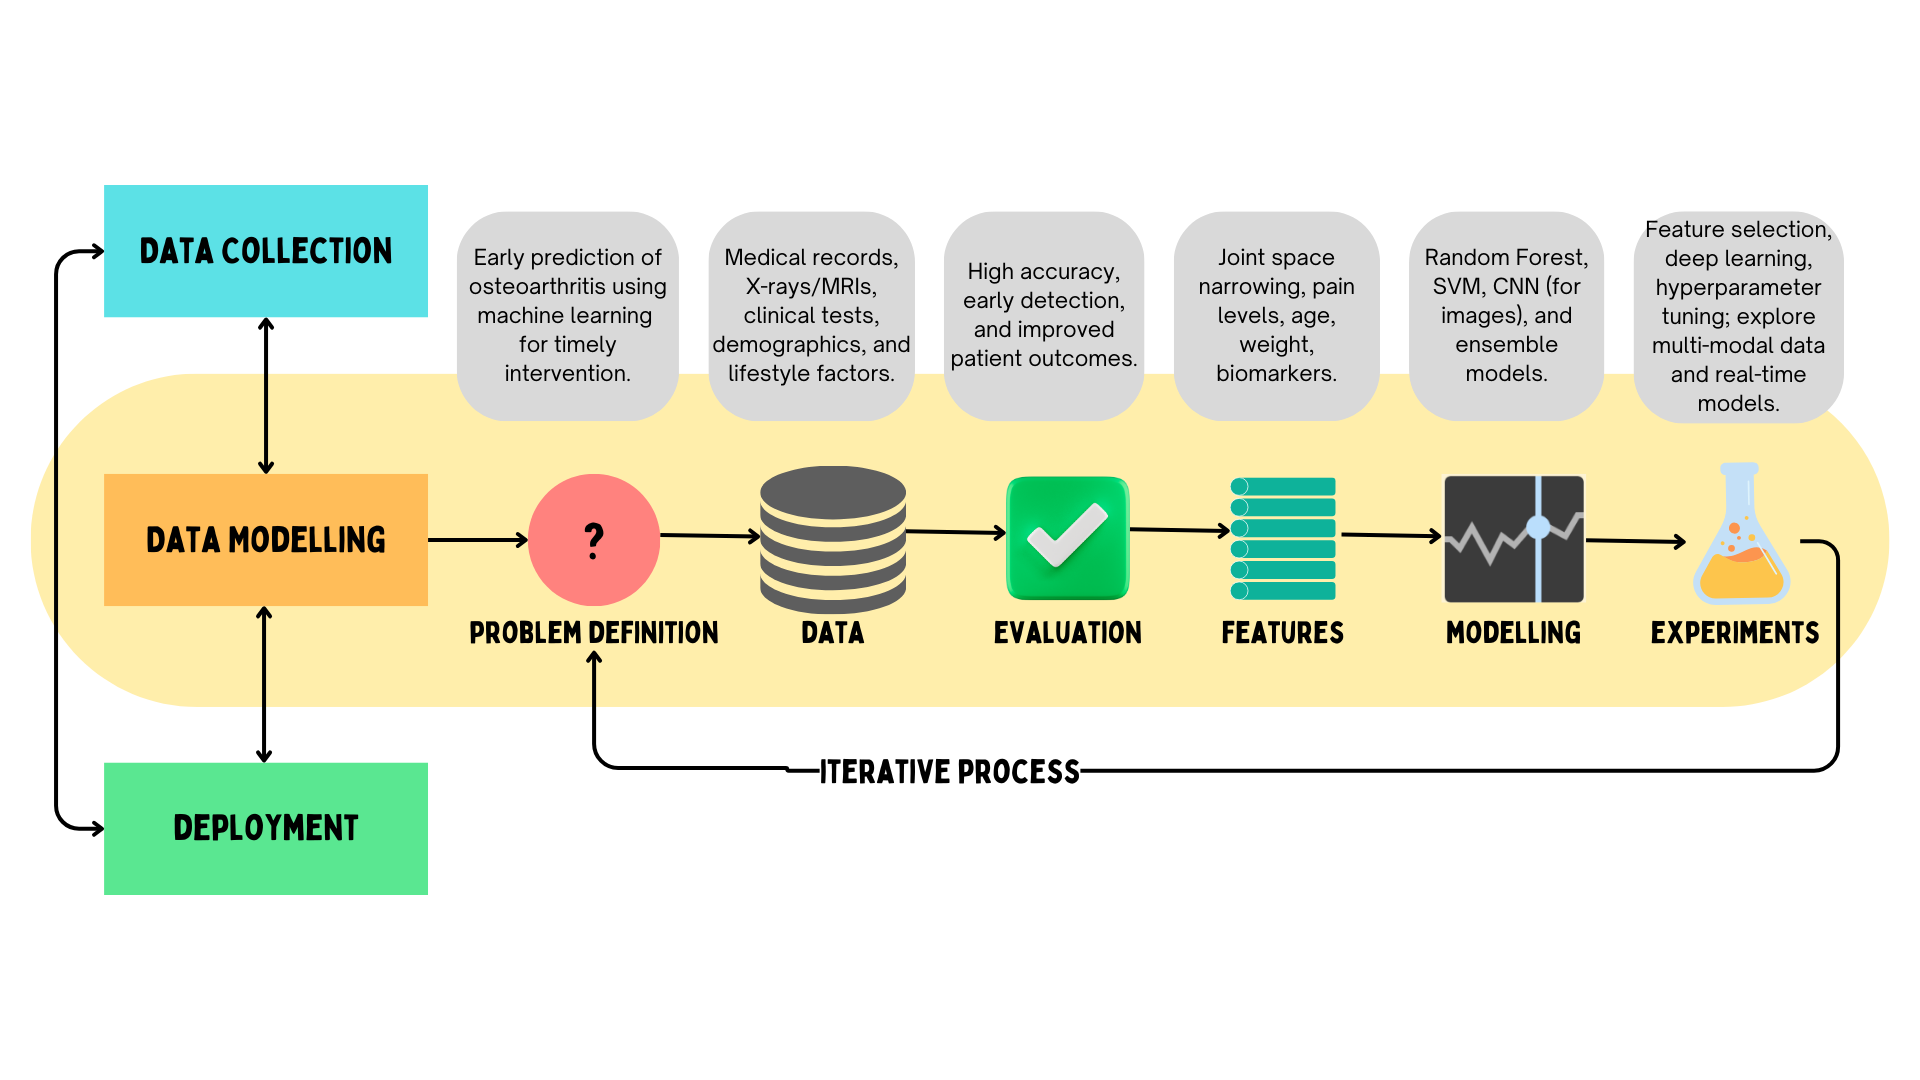 DATA COLLECTION
Early prediction of
osteoarthritis using
machine learning
for timely
intervention.
Medical records,
X-rays/MRIs,
clinical tests,
demographics, and
lifestyle factors.
High accuracy,
early detection,
and improved
patient outcomes.
Joint space
narrowing, pain
levels, age,
weight,
biomarkers.
Random Forest,
SVM, CNN (for
images), and
ensemble
models.
Feature selection,
deep learning,
hyperparameter
tuning; explore
multi-modal data
and real-time
models.
DATA MODELLING
?
PROBLEM DEFINITION
DATA
EVALUATION
FEATURES
MODELLING
EXPERIMENTS
ITERATIVE PROCESS
DEPLOYMENT